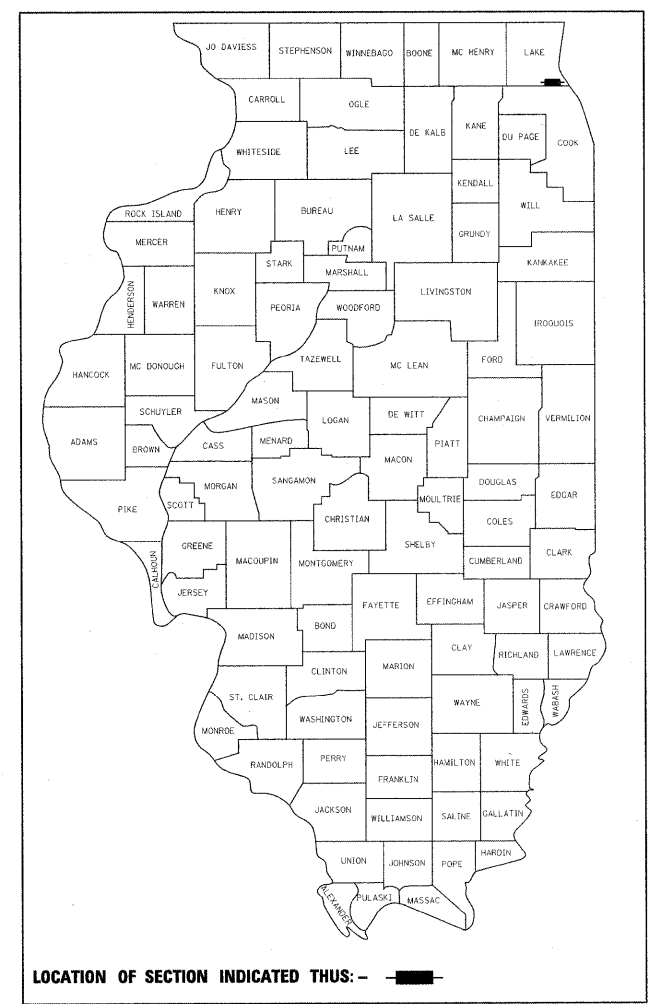 JO DAVIESS STEPHENSON WINNEBAGO BOONE MC HENRY LAKE
CARROLL OGLE DE KALB KANE DU PAGE COOK
WHITESIDE LEE
KENDALL WILL
ROCK ISLAND HENRY BUREAU LA SALLE GRUNDY
MERCER PUTNAM
STARK MARSHALL KANKAKEE
HENDERSON WARREN KNOX PEORIA WOODFORD LIVINGSTON
IROQUOIS
HANCOCK MC DONOUGH FULTON TAZEWELL MC LEAN FORD
MASON
SCHUYLER LOGAN DE WITT CHAMPAIGN VERMILION
ADAMS BROWN CASS MENARD PIATT
MACON
MORGAN SANGAMON DOUGLAS EDGAR
PIKE SCOTT CHRISTIAN MOULTRIE COLES
GREENE MACOUPIN MONTGOMERY SHELBY CUMBERLAND CLARK
CALHOUN JERSEY
FAYETTE EFFINGHAM JASPER CRAWFORD
MADISON BOND
CLAY RICHLAND LAWRENCE
CLINTON MARION
ST. CLAIR WAYNE EDWARDS WABASH
WASHINGTON JEFFERSON
MONROE
RANDOLPH PERRY HAMILTON WHITE
FRANKLIN
JACKSON WILLIAMSON SALINE GALLATIN
UNION JOHNSON POPE HARDIN
ALEXANDER PULASKI MASSAC
LOCATION OF SECTION INDICATED THUS: –